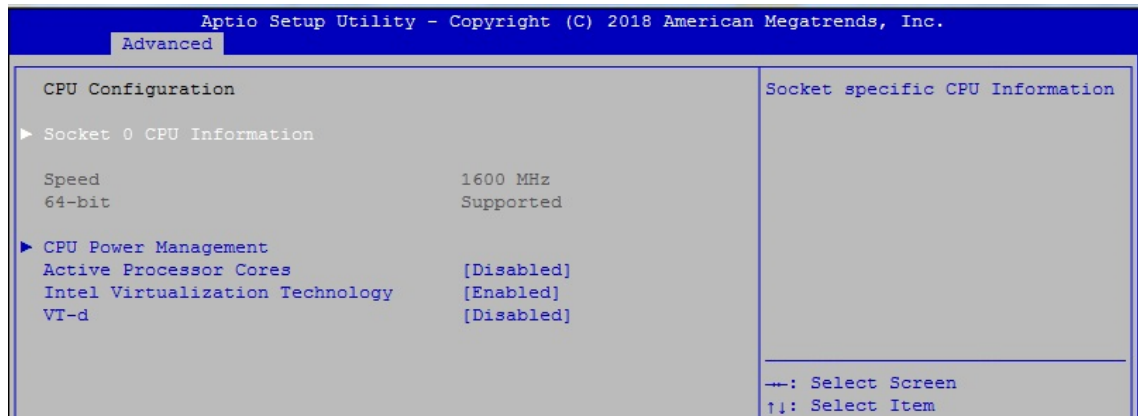 Aptio Setup Utility - Copyright (C) 2018 American Megatrends, Inc.
Advanced
CPU Configuration
Socket specific CPU Information
▶ Socket 0 CPU Information
Speed 1600 MHz
64-bit Supported
▶ CPU Power Management
Active Processor Cores [Disabled]
Intel Virtualization Technology [Enabled]
VT-d [Disabled]
→←: Select Screen
↑↓: Select Item